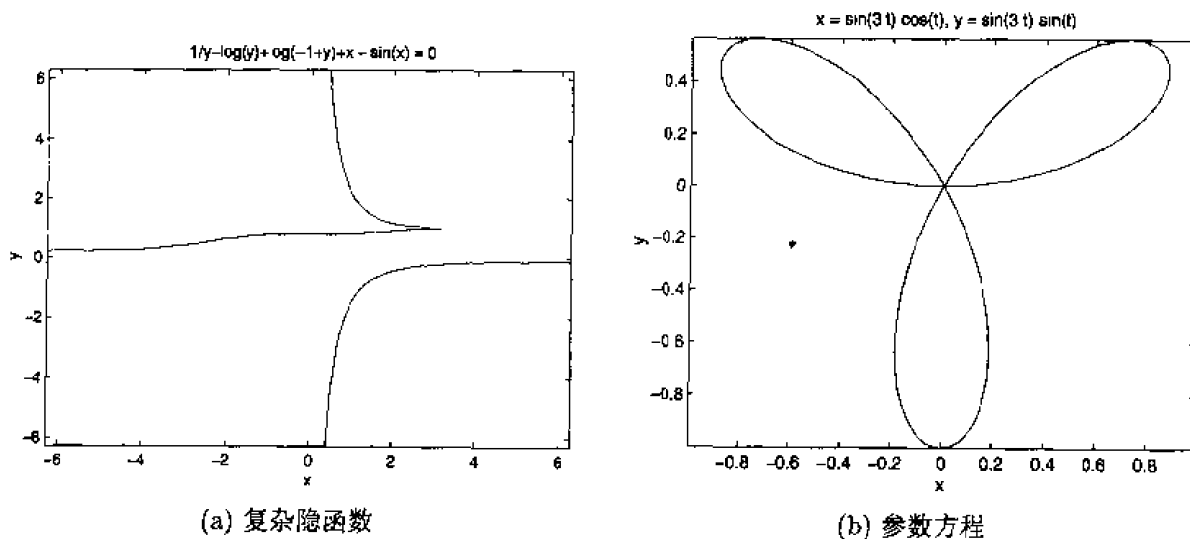 1/y-log(y)+ og(-1+y)+x - sin(x) = 0
6
4
2
0
-2
-4
-6
y
-6 -4 -2 0 2 4 6
x
(a) 复杂隐函数
x = sin(3 t) cos(t), y = sin(3 t) sin(t)
0.4
0.2
0
-0.2
-0.4
-0.6
-0.8
y
-0.8 -0.6 -0.4 -0.2 0 0.2 0.4 0.6 0.8
x
(b) 参数方程